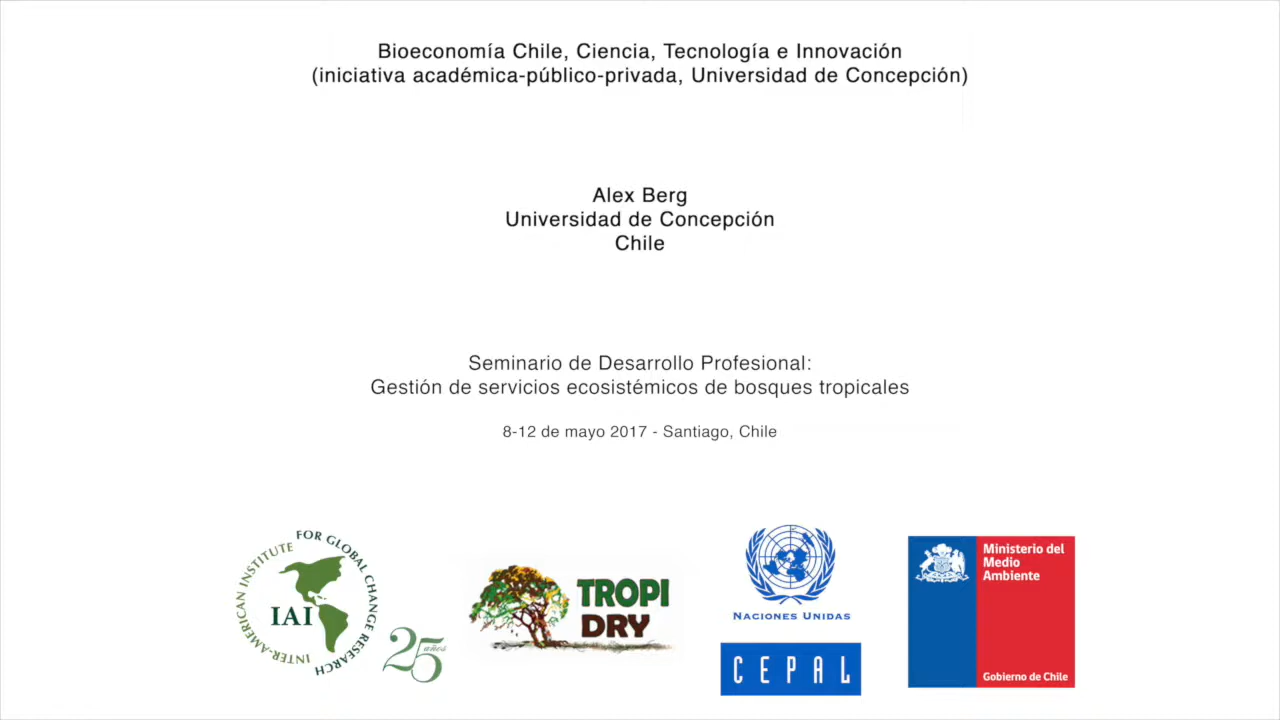 Bioeconomía Chile, Ciencia, Tecnología e Innovación
(iniciativa académica-público-privada, Universidad de Concepción)
Alex Berg
Universidad de Concepción
Chile
Seminario de Desarrollo Profesional:
Gestión de servicios ecosistémicos de bosques tropicales
8-12 de mayo 2017 - Santiago, Chile
INTER-AMERICAN INSTITUTE FOR GLOBAL CHANGE RESEARCH
IAI
25 años
TROPI
DRY
NACIONES UNIDAS
CEPAL
Ministerio del
Medio
Ambiente
Gobierno de Chile